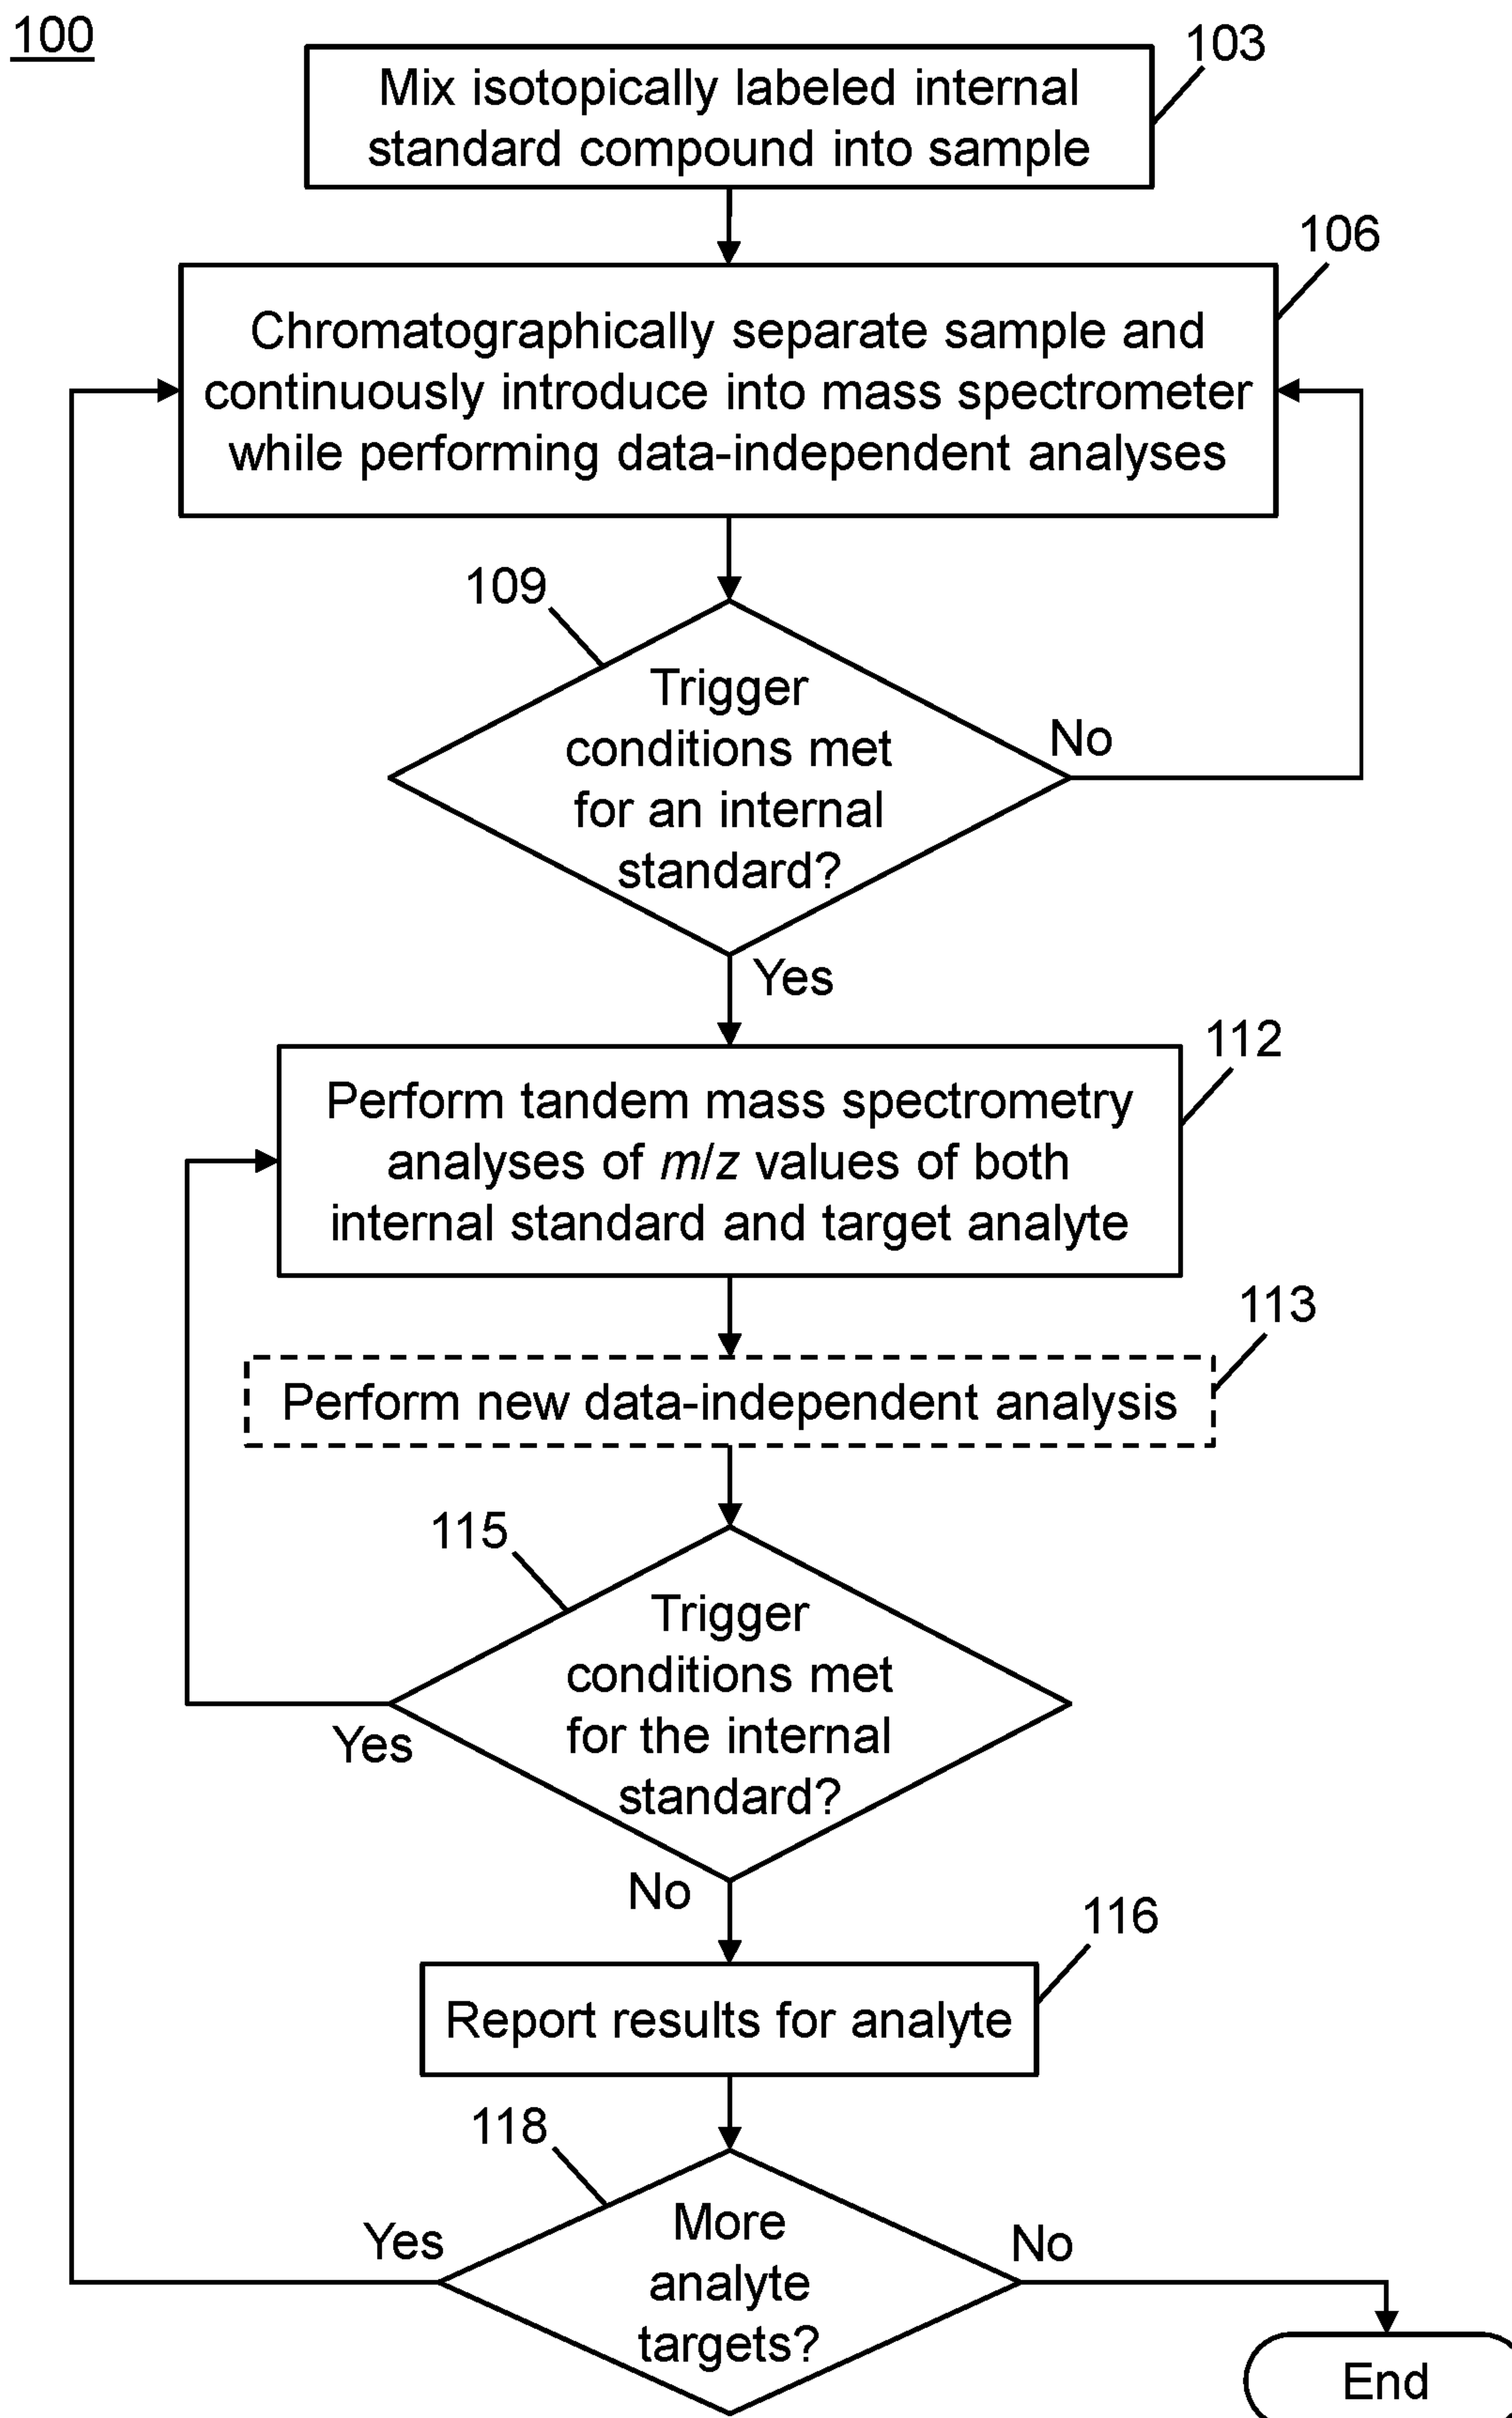 100
103
Mix isotopically labeled internal
standard compound into sample
106
Chromatographically separate sample and
continuously introduce into mass spectrometer
while performing data-independent analyses
109
Trigger
conditions met
for an internal
standard?
No
Yes
112
Perform tandem mass spectrometry
analyses of m/z values of both
internal standard and target analyte
113
Perform new data-independent analysis
115
Trigger
conditions met
for the internal
standard?
Yes
No
116
Report results for analyte
118
More
analyte
targets?
Yes
No
End